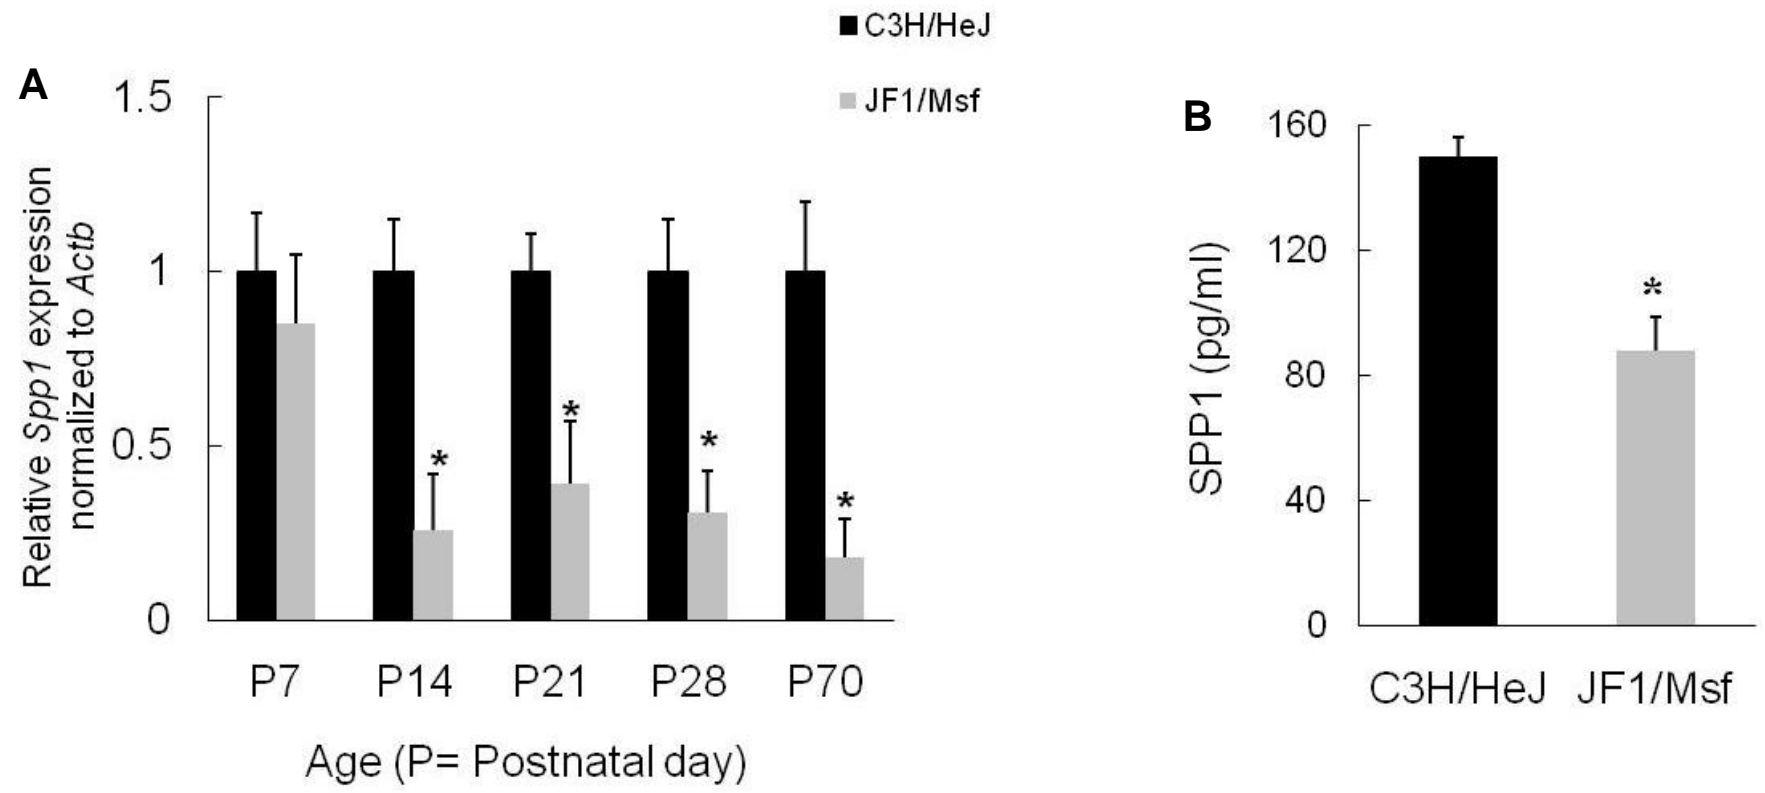 C3H/HeJ
JF1/Msf
A
1.5
1
0.5
0
Relative Spp1 expression
normalized to Actb
*
*
*
*
P7 P14 P21 P28 P70
Age (P= Postnatal day)
B
160
120
80
40
0
SPP1 (pg/ml)
*
C3H/HeJ JF1/Msf